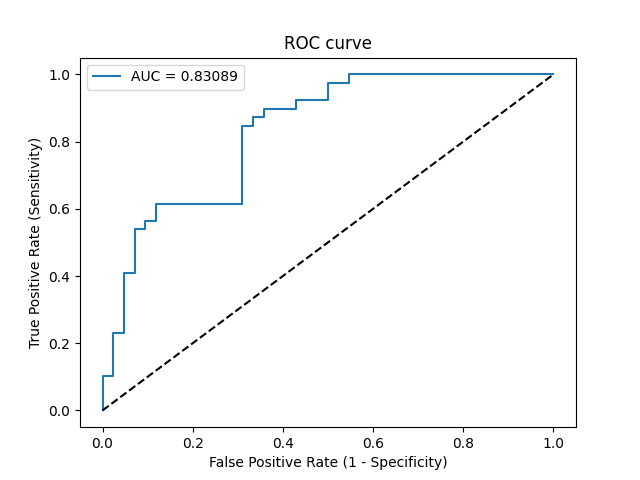 ROC curve
AUC = 0.83089
True Positive Rate (Sensitivity)
1.0
0.8
0.6
0.4
0.2
0.0
0.0 0.2 0.4 0.6 0.8 1.0
False Positive Rate (1 - Specificity)